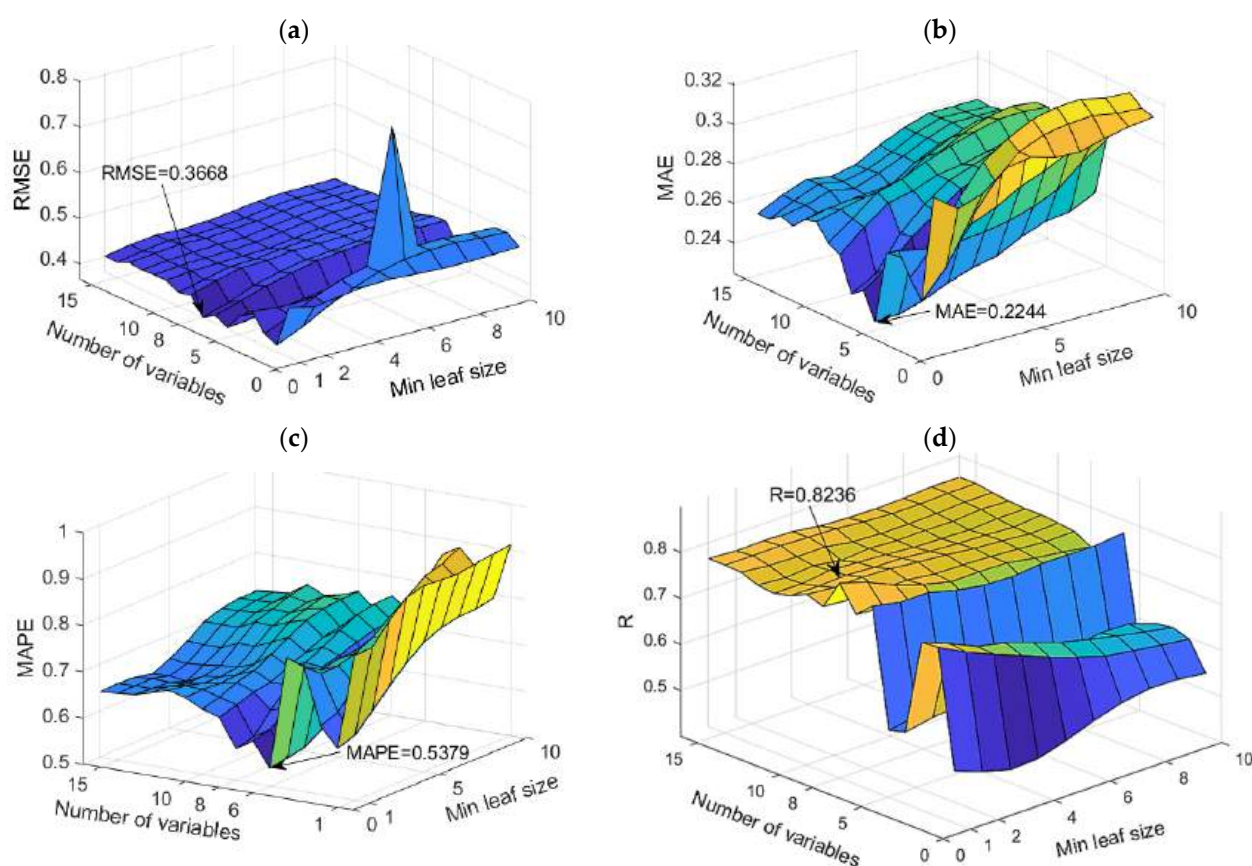 (a)
0.8
0.7
0.6
0.5
0.4
RMSE
RMSE=0.3668
15
10
8
5
0
Number of variables
0
1
2
4
6
8
10
Min leaf size
(b)
0.32
0.3
0.28
0.26
0.24
MAE
MAE=0.2244
15
10
5
0
Number of variables
0
5
10
Min leaf size
(c)
1
0.9
0.8
0.7
0.6
0.5
MAPE
MAPE=0.5379
15
10
8
6
1
Number of variables
0
5
10
Min leaf size
(d)
R=0.8236
0.8
0.7
0.6
0.5
R
15
10
8
5
0
Number of variables
0
1
2
4
6
8
10
Min leaf size